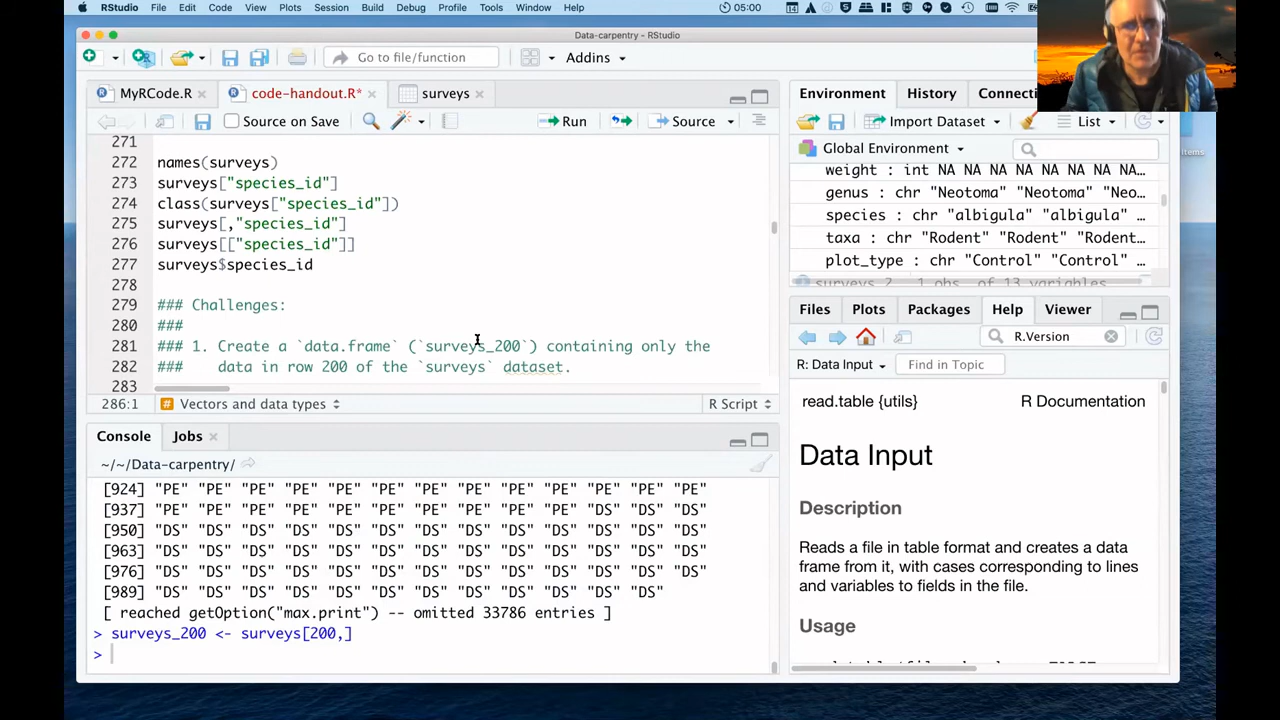 RStudio File Edit Code View Plots Session Build Debug Profile Tools Window Help 05:00 14
Data-carpentry - RStudio
Go to file/function Addins
MyRCode.R code-handout.R* surveys
Source on Save Run Source
271
272 names(surveys)
273 surveys["species_id"]
274 class(surveys["species_id"])
275 surveys[,"species_id"]
276 surveys[["species_id"]]
277 surveys$species_id
278
279 ### Challenges:
280 ###
281 ### 1. Create a `data.frame` (`surveys_200`) containing only the
282 ### data in row 200 of the `surveys` dataset.
283
286:1 # Vectors and data types R Script
Console Jobs
~/~/Data-carpentry/
[924] "PE" "PE" "PE" "PE" "PE" "PE" "PE" "PE" "PE" "PE" "PE" "PE" "PE"
[937] "PE" "PE" "PE" "PE" "PE" "PE" "PE" "PE" "PE" "PE" "PE" "DS" "DS"
[950] "DS" "DS" "DS" "DS" "DS" "DS" "DS" "DS" "DS" "DS" "DS" "DS" "DS"
[963] "DS" "DS" "DS" "DS" "DS" "DS" "DS" "DS" "DS" "DS" "DS" "DS" "DS"
[976] "DS" "DS" "DS" "DS" "DS" "DS" "DS" "DS" "DS" "DS" "DS" "DS" "DS"
[989] "DS" "DS" "DS" "DS" "DS" "DS" "DS" "DS" "DS" "DS" "DS" "DS"
[ reached getOption("max.print") -- omitted 33786 entries ]
> surveys_200 <- surveys[200,]
>
Environment History Connecti
Import Dataset List
Global Environment
weight : int NA NA NA NA NA NA NA…
genus : chr "Neotoma" "Neotoma" "Neo…
species : chr "albigula" "albigula" …
taxa : chr "Rodent" "Rodent" "Rodent…
plot_type : chr "Control" "Control" …
surveys_2… 1 obs. of 13 variables
Files Plots Packages Help Viewer
R.Version
R: Data Input Topic
read.table {utils} R Documentation
Data Input
Description
Reads a file in table format and creates a data
frame from it, with cases corresponding to lines
and variables to fields in the file.
Usage
items